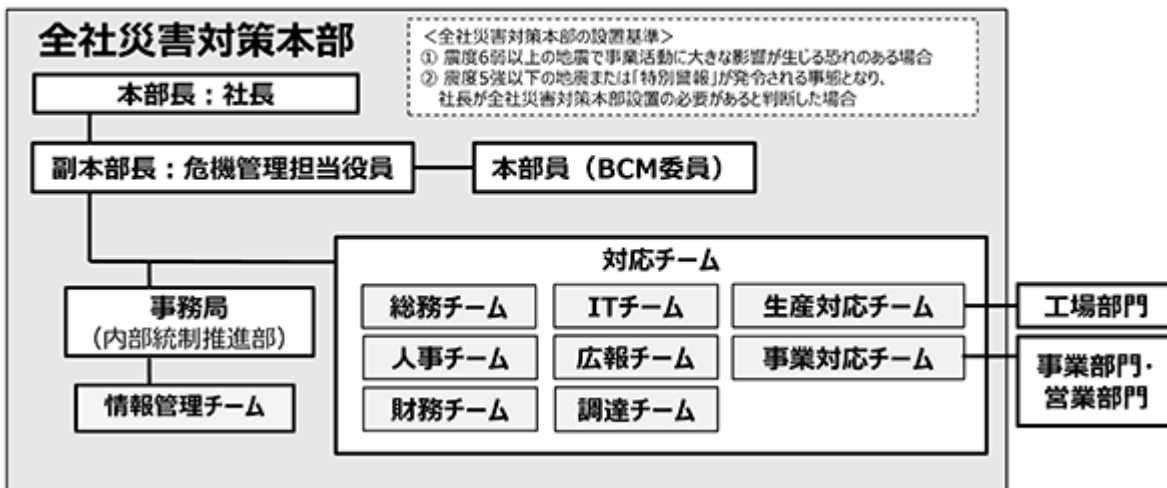 全社災害対策本部
<全社災害対策本部の設置基準>
① 震度6弱以上の地震で事業活動に大きな影響が生じる恐れのある場合
② 震度5強以下の地震または「特別警報」が発令される事態となり、
社長が全社災害対策本部設置の必要があると判断した場合
本部長：社長
副本部長：危機管理担当役員
本部員（BCM委員）
対応チーム
事務局
（内部統制推進部）
情報管理チーム
総務チーム
ITチーム
生産対応チーム
工場部門
人事チーム
広報チーム
事業対応チーム
事業部門・
営業部門
財務チーム
調達チーム